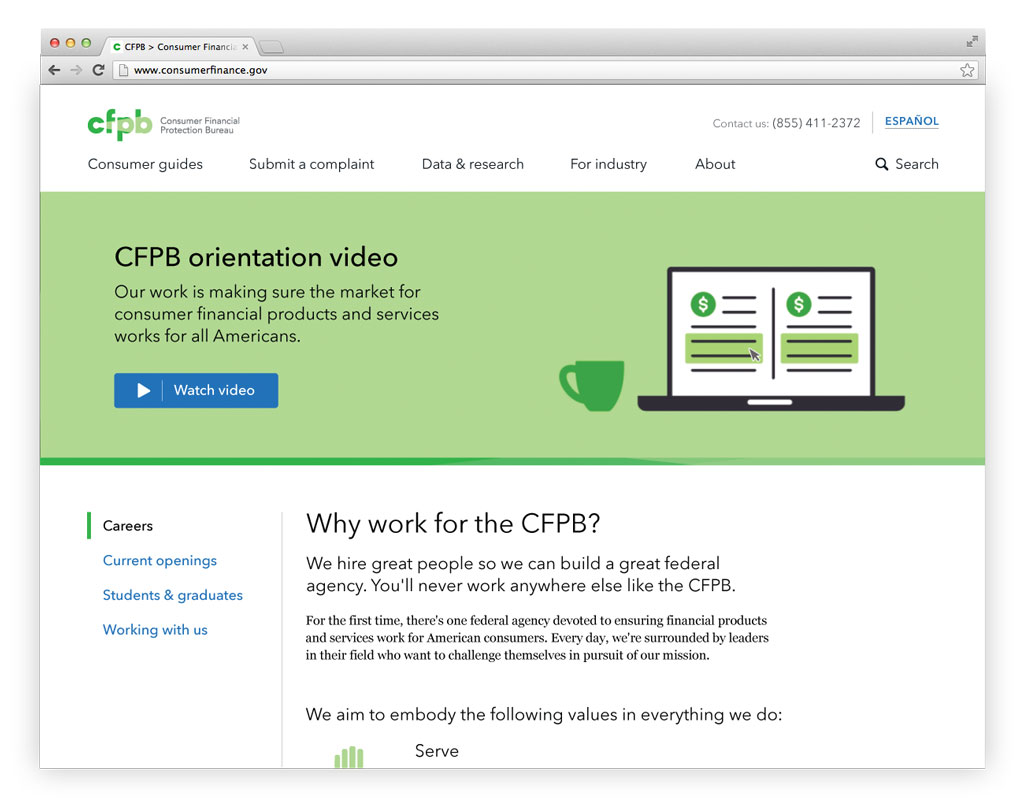 CFPB > Consumer Financia
www.consumerfinance.gov
cfpb Consumer Financial
Protection Bureau
Contact us: (855) 411-2372
ESPAÑOL
Consumer guides
Submit a complaint
Data & research
For industry
About
Search
CFPB orientation video
Our work is making sure the market for
consumer financial products and services
works for all Americans.
Watch video
$
$
Careers
Current openings
Students & graduates
Working with us
Why work for the CFPB?
We hire great people so we can build a great federal
agency. You'll never work anywhere else like the CFPB.
For the first time, there's one federal agency devoted to ensuring financial products
and services work for American consumers. Every day, we're surrounded by leaders
in their field who want to challenge themselves in pursuit of our mission.
We aim to embody the following values in everything we do:
Serve